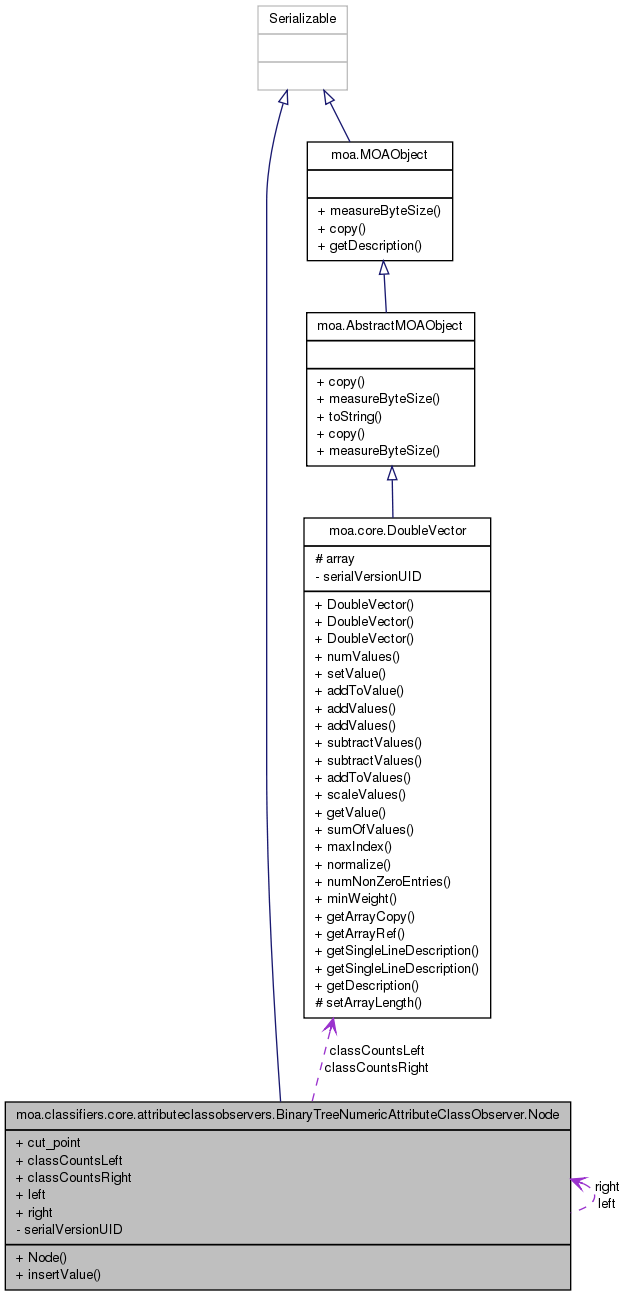 Serializable
moa.MOAObject
+ measureByteSize()
+ copy()
+ getDescription()
moa.AbstractMOAObject
+ copy()
+ measureByteSize()
+ toString()
+ copy()
+ measureByteSize()
moa.core.DoubleVector
# array
- serialVersionUID
+ DoubleVector()
+ DoubleVector()
+ DoubleVector()
+ numValues()
+ setValue()
+ addToValue()
+ addValues()
+ addValues()
+ subtractValues()
+ subtractValues()
+ addToValues()
+ scaleValues()
+ getValue()
+ sumOfValues()
+ maxIndex()
+ normalize()
+ numNonZeroEntries()
+ minWeight()
+ getArrayCopy()
+ getArrayRef()
+ getSingleLineDescription()
+ getSingleLineDescription()
+ getDescription()
# setArrayLength()
classCountsLeft
classCountsRight
moa.classifiers.core.attributeclassobservers.BinaryTreeNumericAttributeClassObserver.Node
+ cut_point
+ classCountsLeft
+ classCountsRight
+ left
+ right
- serialVersionUID
+ Node()
+ insertValue()
right
left